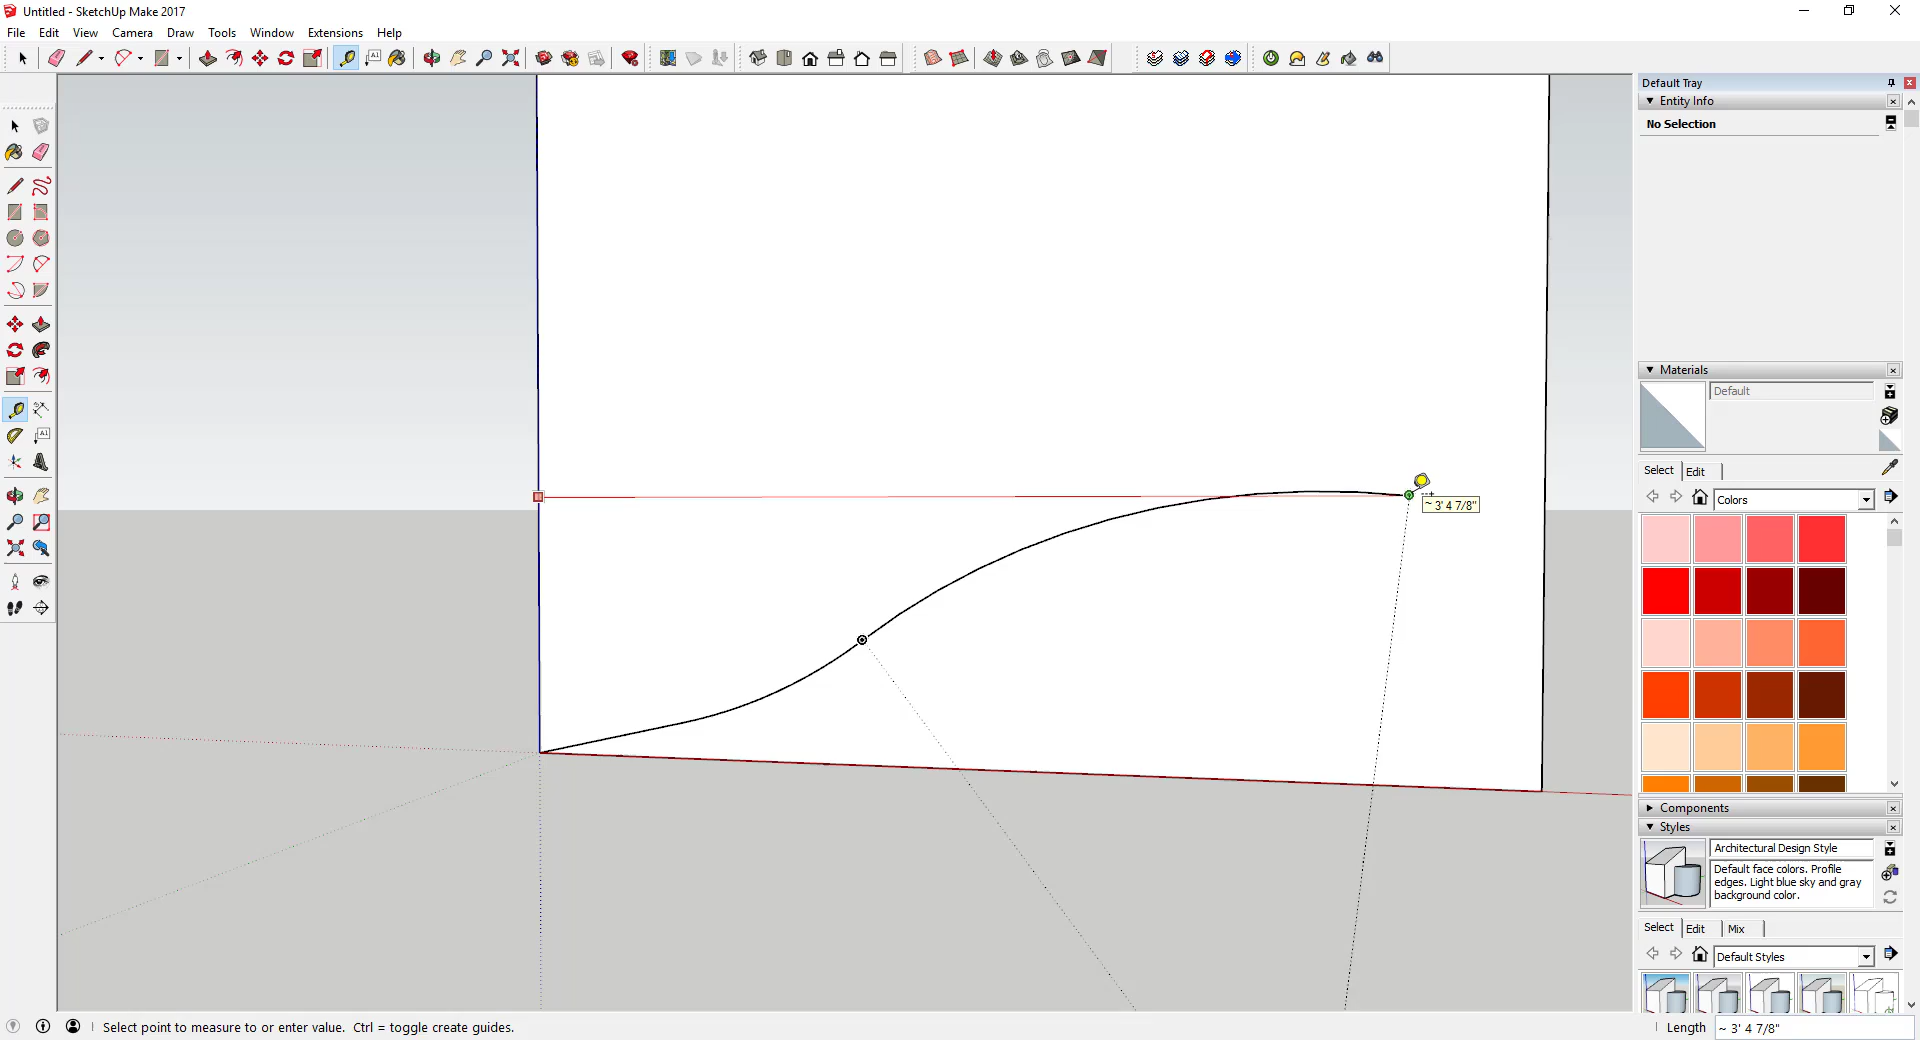 Untitled - SketchUp Make 2017
File Edit View Camera Draw Tools Window Extensions Help
Default Tray
Entity Info
No Selection
Materials
Default
Select Edit
Colors
~ 3' 4 7/8"
Components
Styles
Architectural Design Style
Default face colors. Profile
edges. Light blue sky and gray
background color.
Select Edit Mix
Default Styles
Select point to measure to or enter value. Ctrl = toggle create guides.
Length ~ 3' 4 7/8"